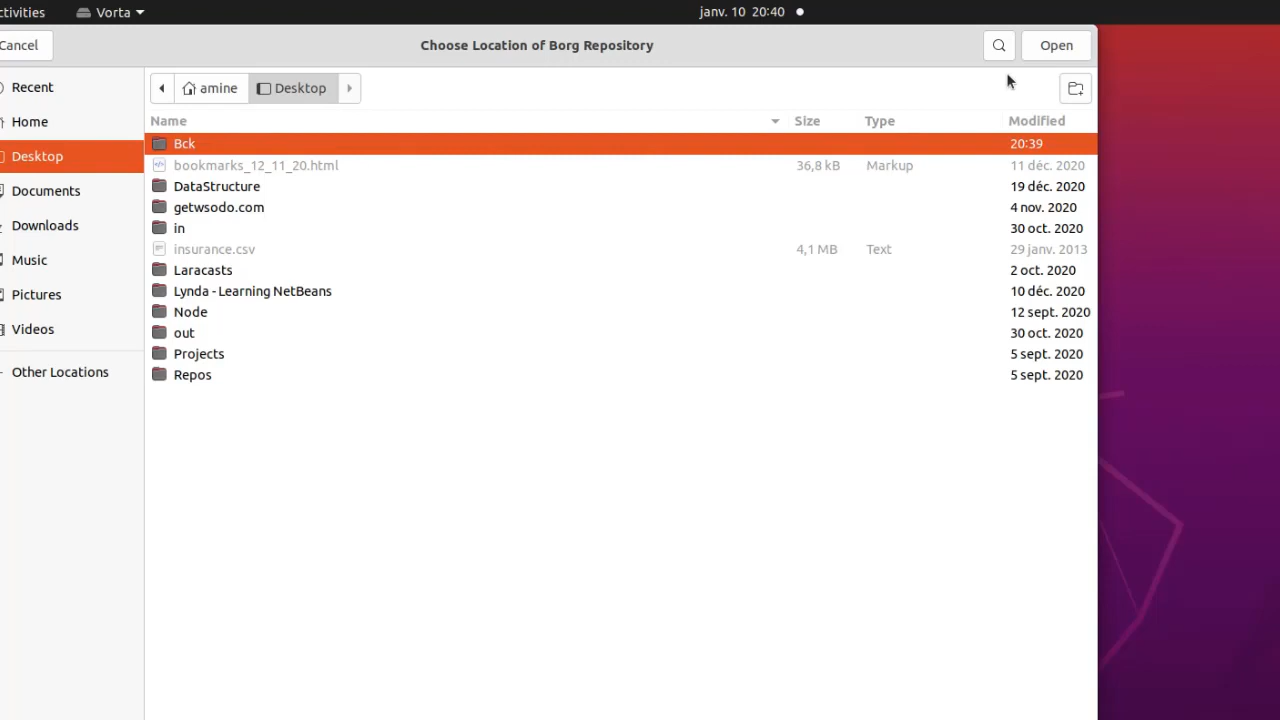 ctivities Vorta janv. 10 20:40
Cancel Choose Location of Borg Repository Open
Recent
Home
Desktop
Documents
Downloads
Music
Pictures
Videos
Other Locations
amine Desktop
Name Size Type Modified
Bck 20:39
bookmarks_12_11_20.html 36,8 kB Markup 11 déc. 2020
DataStructure 19 déc. 2020
getwsodo.com 4 nov. 2020
in 30 oct. 2020
insurance.csv 4,1 MB Text 29 janv. 2013
Laracasts 2 oct. 2020
Lynda - Learning NetBeans 10 déc. 2020
Node 12 sept. 2020
out 30 oct. 2020
Projects 5 sept. 2020
Repos 5 sept. 2020